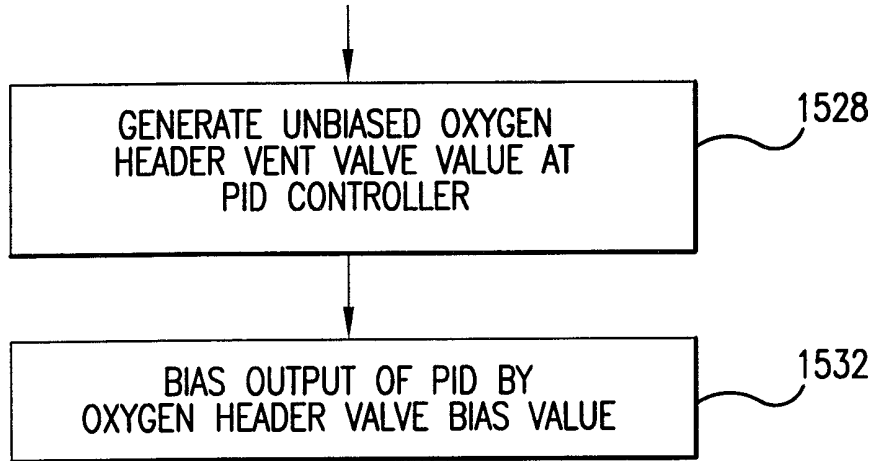 GENERATE UNBIASED OXYGEN
HEADER VENT VALVE VALUE AT
PID CONTROLLER
1528
BIAS OUTPUT OF PID BY
OXYGEN HEADER VALVE BIAS VALUE
1532